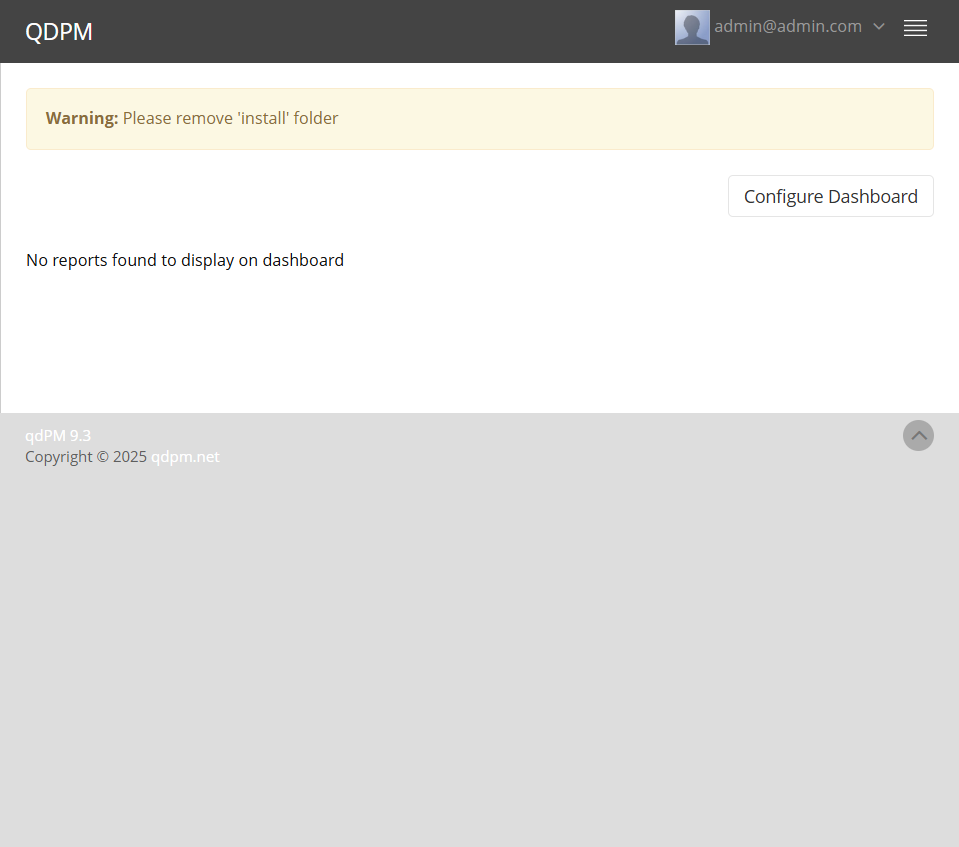 QDPM
admin@admin.com
Warning: Please remove 'install' folder
Configure Dashboard
No reports found to display on dashboard
qdPM 9.3
Copyright © 2025 qdpm.net